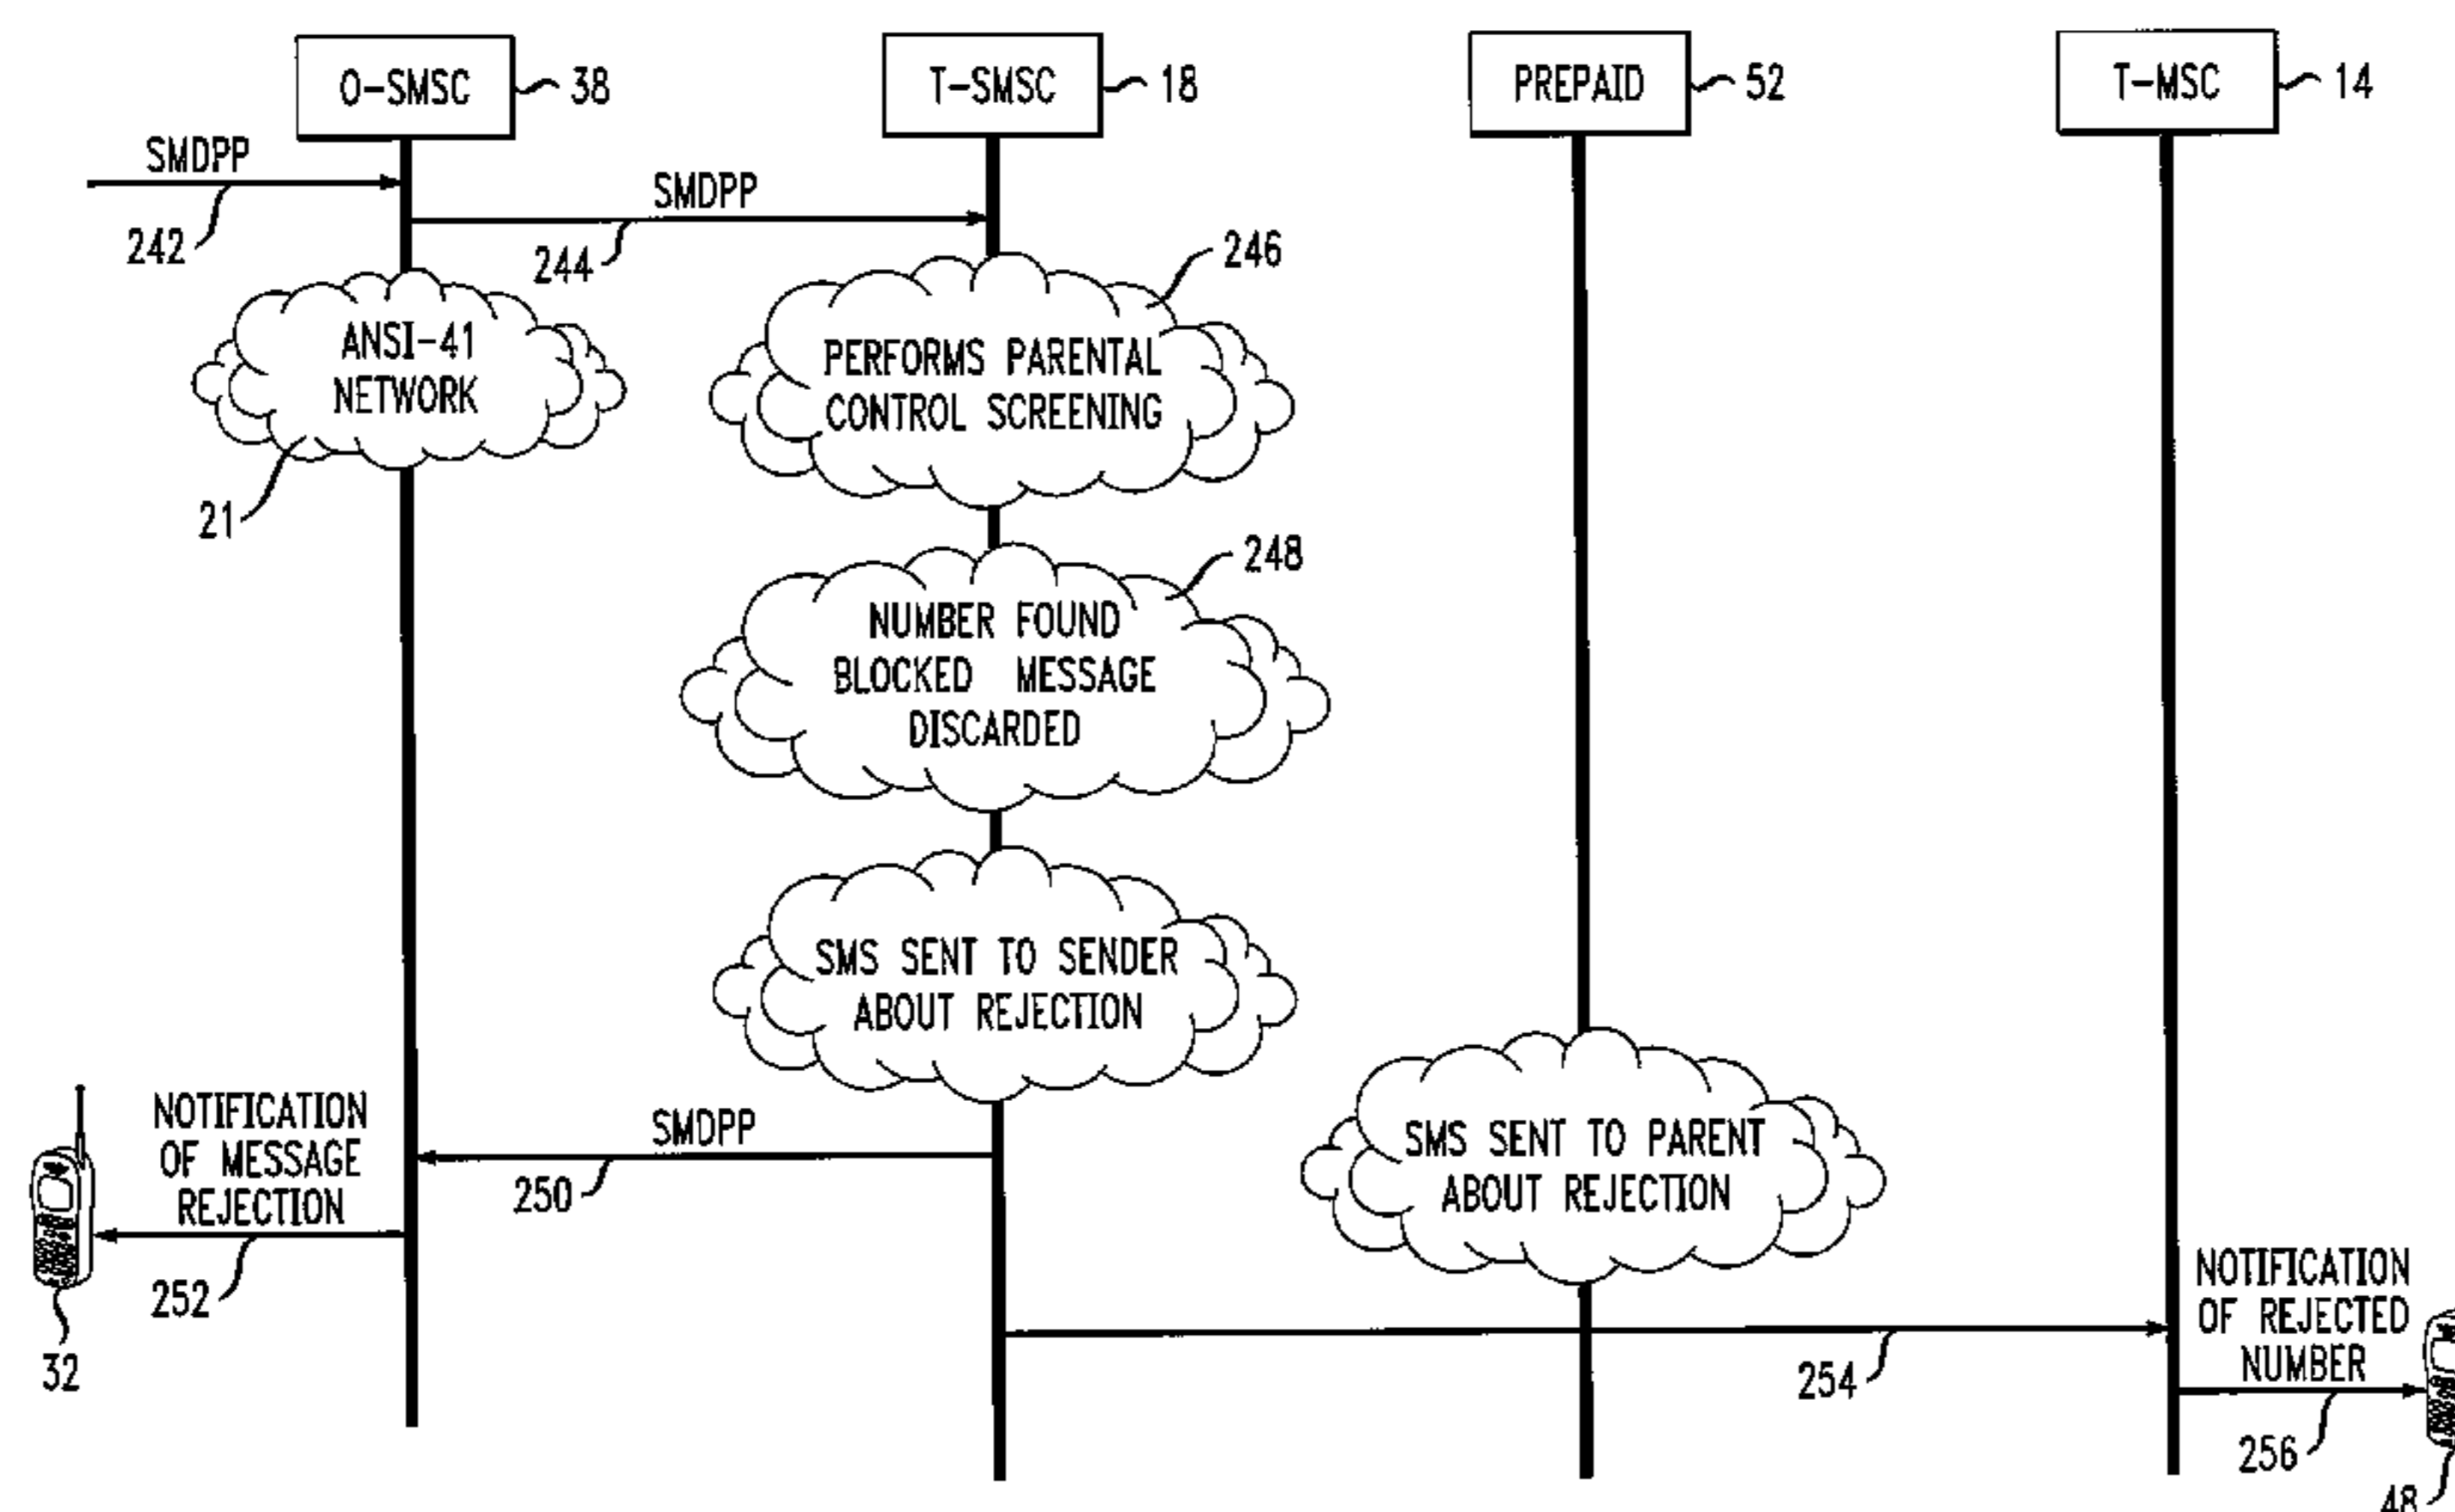 O-SMSC
38
T-SMSC
18
PREPAID
52
T-MSC
14
SMDPP
242
SMDPP
244
ANSI-41
NETWORK
21
246
PERFORMS PARENTAL
CONTROL SCREENING
248
NUMBER FOUND
BLOCKED MESSAGE
DISCARDED
SMS SENT TO SENDER
ABOUT REJECTION
SMS SENT TO PARENT
ABOUT REJECTION
NOTIFICATION
OF MESSAGE
REJECTION
252
32
SMDPP
250
254
NOTIFICATION
OF REJECTED
NUMBER
256
48